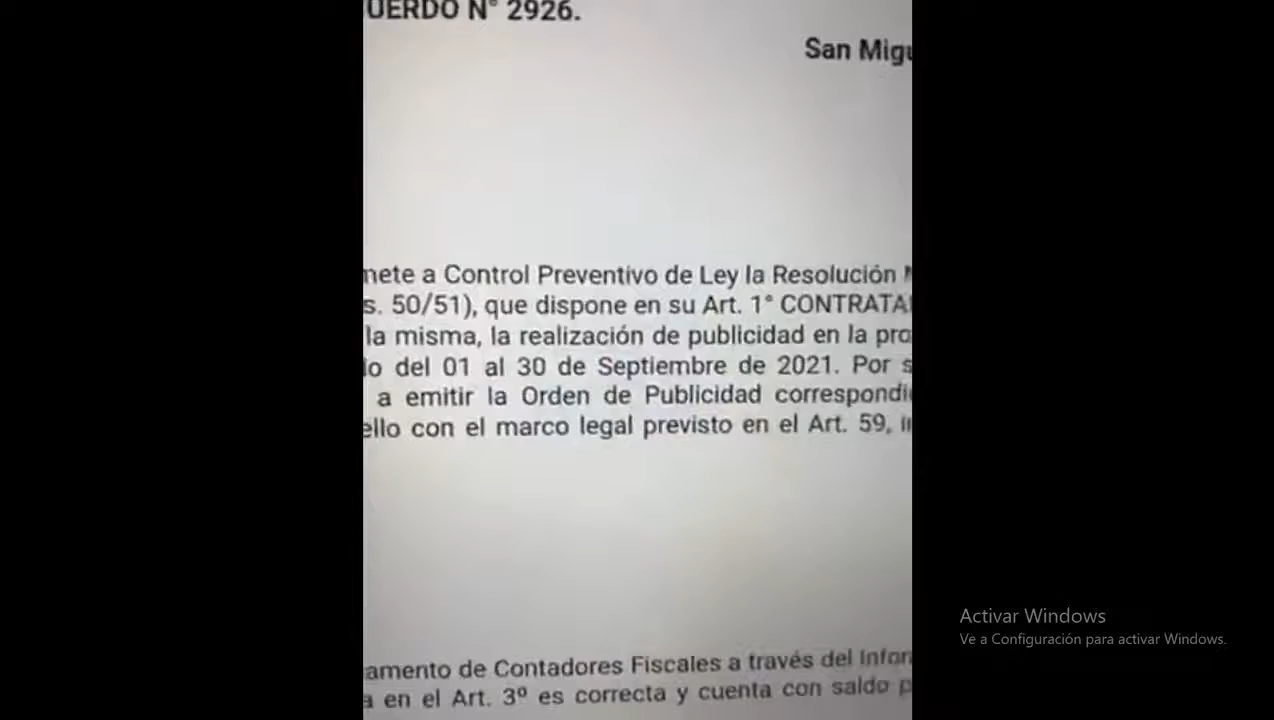 UERDO N° 2926.
San Migu
nete a Control Preventivo de Ley la Resolución N
s. 50/51), que dispone en su Art. 1° CONTRATA
la misma, la realización de publicidad en la pro
lo del 01 al 30 de Septiembre de 2021. Por s
a emitir la Orden de Publicidad correspondi
ello con el marco legal previsto en el Art. 59, i
amento de Contadores Fiscales a través del Infor
a en el Art. 3º es correcta y cuenta con saldo p
Activar Windows
Ve a Configuración para activar Windows.